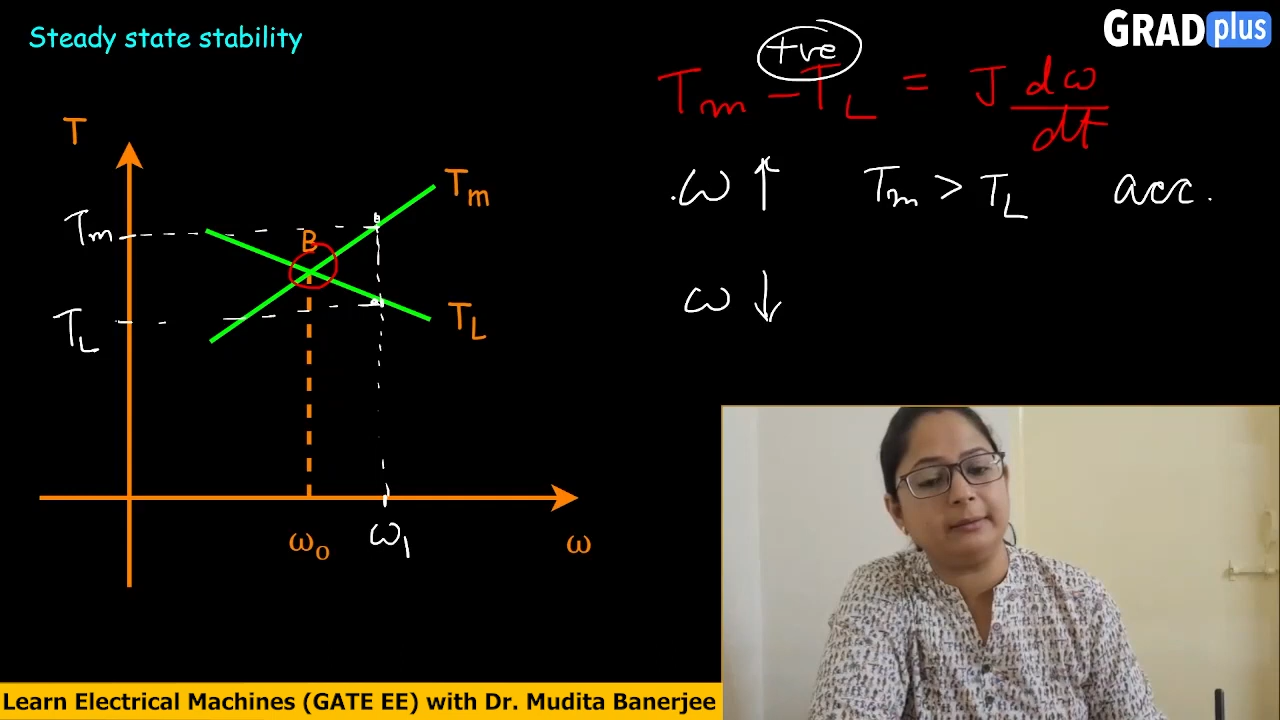 Steady state stability
GRADplus
+ve
Tm - TL = J dω/dt
.ω ↑ Tm > TL acc.
ω ↓
T
Tm
Tm
B
TL
TL
ω₀ ω₁ ω
Learn Electrical Machines (GATE EE) with Dr. Mudita Banerjee